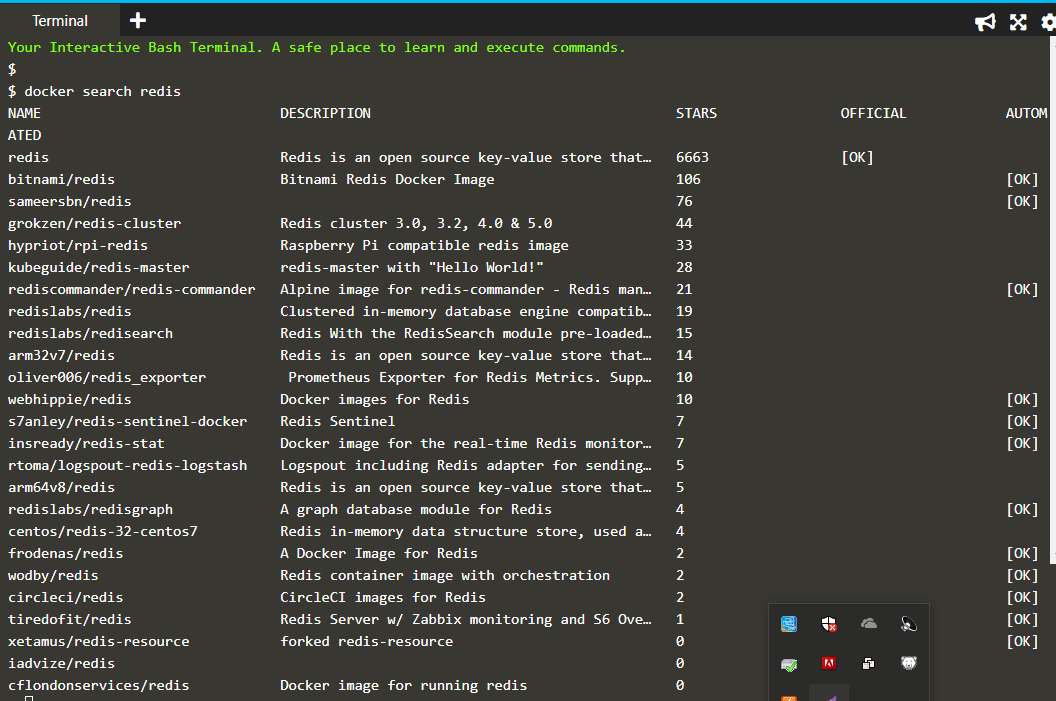 Terminal
Your Interactive Bash Terminal. A safe place to learn and execute commands.
$
$ docker search redis
NAME DESCRIPTION STARS OFFICIAL AUTOM
ATED
redis Redis is an open source key-value store that… 6663 [OK]
bitnami/redis Bitnami Redis Docker Image 106 [OK]
sameersbn/redis 76 [OK]
grokzen/redis-cluster Redis cluster 3.0, 3.2, 4.0 & 5.0 44
hypriot/rpi-redis Raspberry Pi compatible redis image 33
kubeguide/redis-master redis-master with "Hello World!" 28
rediscommander/redis-commander Alpine image for redis-commander - Redis man… 21 [OK]
redislabs/redis Clustered in-memory database engine compatib… 19
redislabs/redisearch Redis With the RedisSearch module pre-loaded… 15
arm32v7/redis Redis is an open source key-value store that… 14
oliver006/redis_exporter Prometheus Exporter for Redis Metrics. Supp… 10
webhippie/redis Docker images for Redis 10 [OK]
s7anley/redis-sentinel-docker Redis Sentinel 7 [OK]
insready/redis-stat Docker image for the real-time Redis monitor… 7 [OK]
rtoma/logspout-redis-logstash Logspout including Redis adapter for sending… 5
arm64v8/redis Redis is an open source key-value store that… 5
redislabs/redisgraph A graph database module for Redis 4 [OK]
centos/redis-32-centos7 Redis in-memory data structure store, used a… 4
frodenas/redis A Docker Image for Redis 2 [OK]
wodby/redis Redis container image with orchestration 2 [OK]
circleci/redis CircleCI images for Redis 2 [OK]
tiredofit/redis Redis Server w/ Zabbix monitoring and S6 Ove… 1 [OK]
xetamus/redis-resource forked redis-resource 0 [OK]
iadvize/redis 0
cflondonservices/redis Docker image for running redis 0